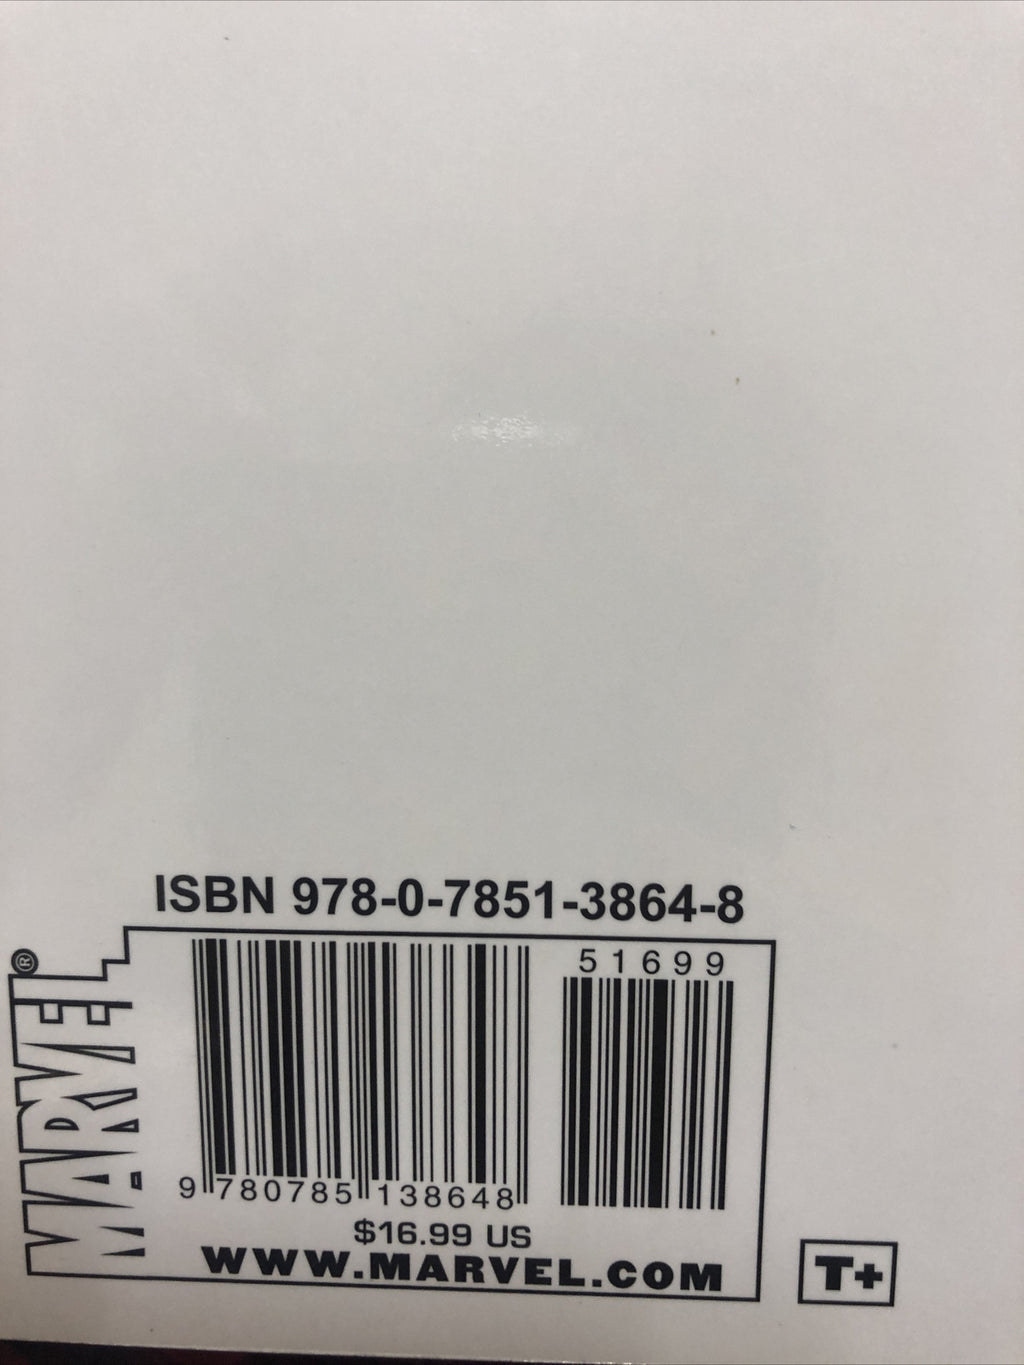 ISBN 978-0-7851-3864-8
MARVEL®
51699
9 780785 138648
$16.99 US
WWW.MARVEL.COM
T+